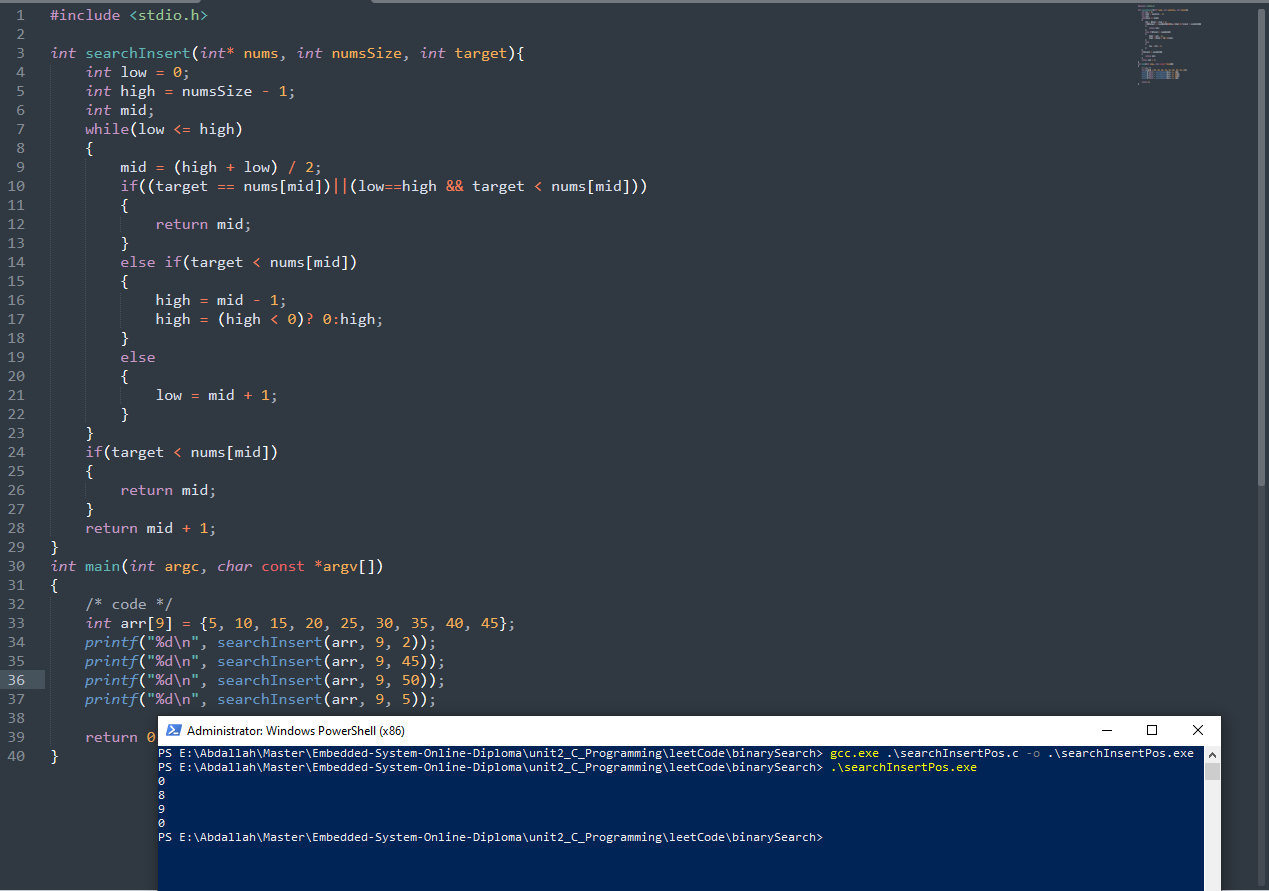 1 #include <stdio.h>
2
3 int searchInsert(int* nums, int numsSize, int target){
4     int low = 0;
5     int high = numsSize - 1;
6     int mid;
7     while(low <= high)
8     {
9         mid = (high + low) / 2;
10         if((target == nums[mid])||(low==high && target < nums[mid]))
11         {
12             return mid;
13         }
14         else if(target < nums[mid])
15         {
16             high = mid - 1;
17             high = (high < 0)? 0:high;
18         }
19         else
20         {
21             low = mid + 1;
22         }
23     }
24     if(target < nums[mid])
25     {
26         return mid;
27     }
28     return mid + 1;
29 }
30 int main(int argc, char const *argv[])
31 {
32     /* code */
33     int arr[9] = {5, 10, 15, 20, 25, 30, 35, 40, 45};
34     printf("%d\n", searchInsert(arr, 9, 2));
35     printf("%d\n", searchInsert(arr, 9, 45));
36     printf("%d\n", searchInsert(arr, 9, 50));
37     printf("%d\n", searchInsert(arr, 9, 5));
38
39     return 0
40 }
Administrator: Windows PowerShell (x86)
PS E:\Abdallah\Master\Embedded-System-Online-Diploma\unit2_C_Programming\leetCode\binarySearch> gcc.exe .\searchInsertPos.c -o .\searchInsertPos.exe
PS E:\Abdallah\Master\Embedded-System-Online-Diploma\unit2_C_Programming\leetCode\binarySearch> .\searchInsertPos.exe
0
8
9
0
PS E:\Abdallah\Master\Embedded-System-Online-Diploma\unit2_C_Programming\leetCode\binarySearch>